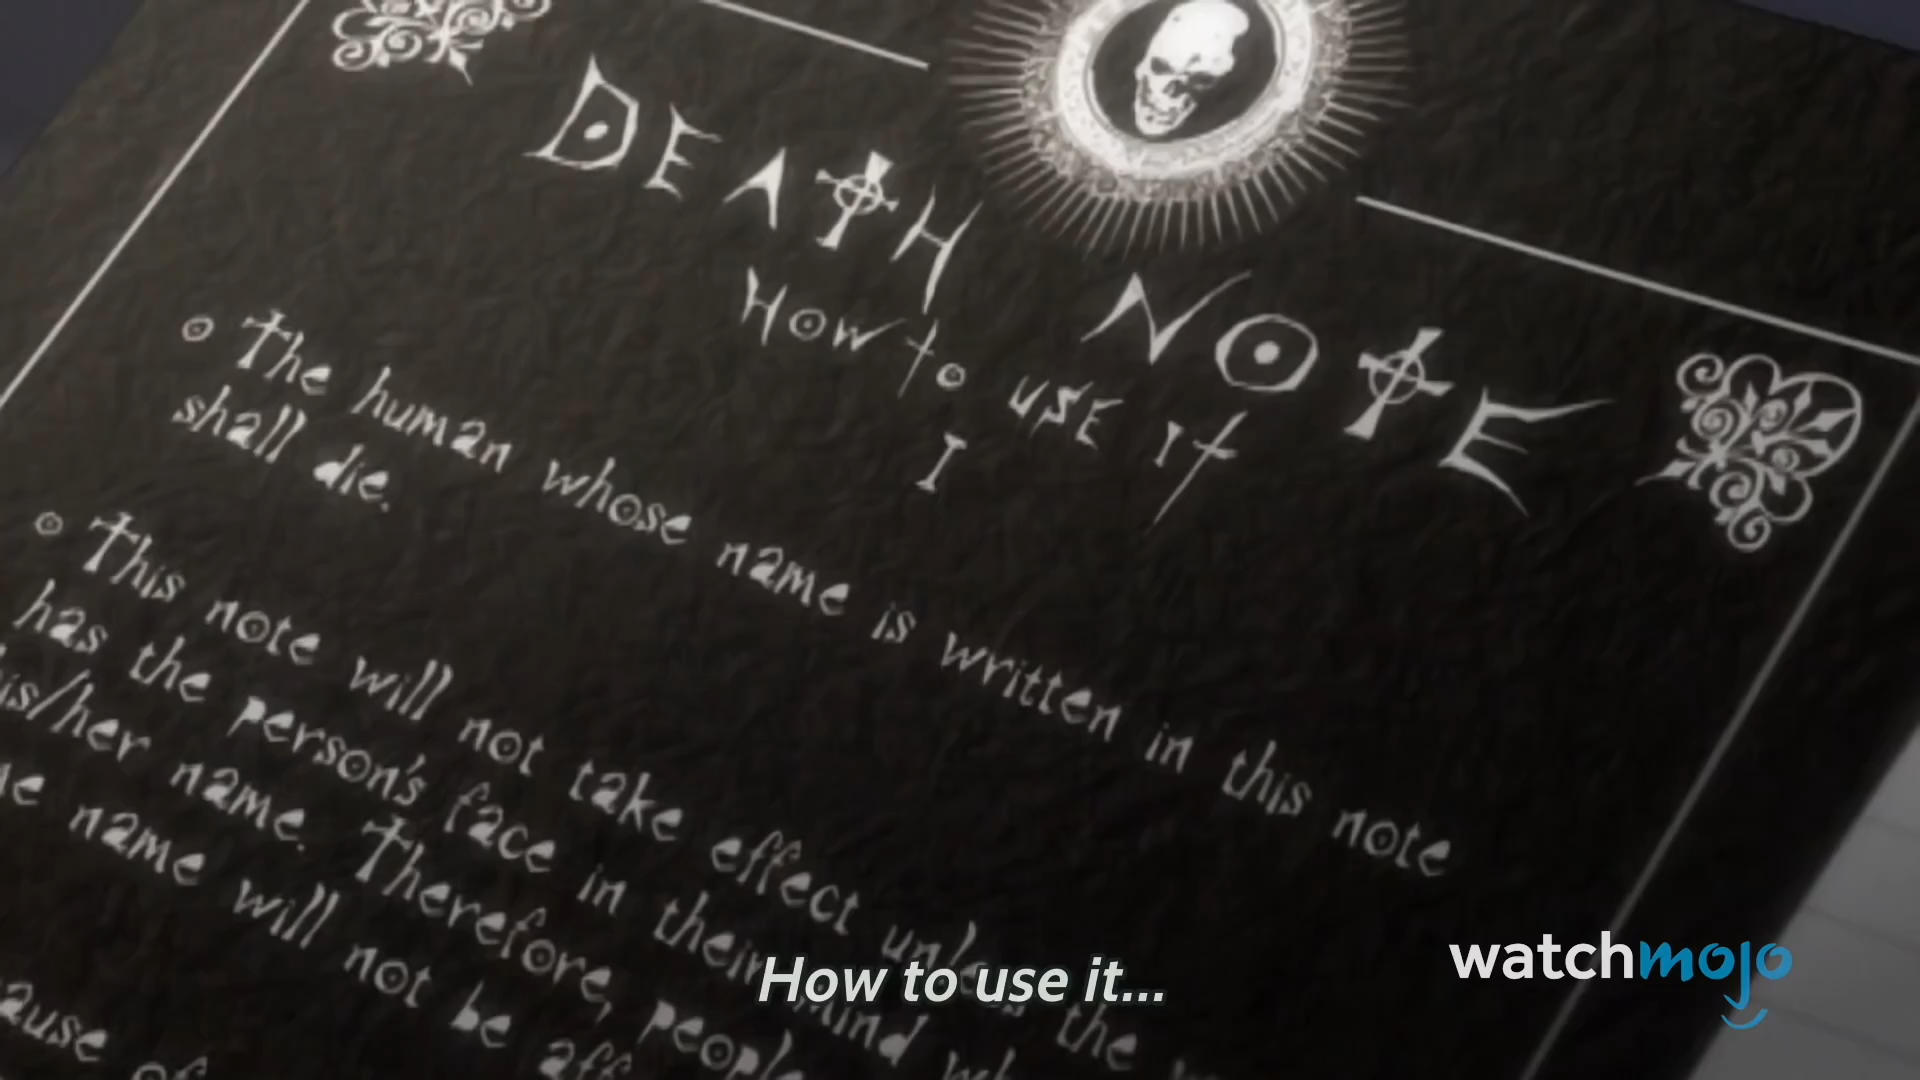 DEATH NOTE
How to use it
I
The human whose name is written in this note
shall die.
This note will not take effect unless the
has the person's face in their mind
his/her name. Therefore, people
name will not be
cause of
How to use it...
watchmojo